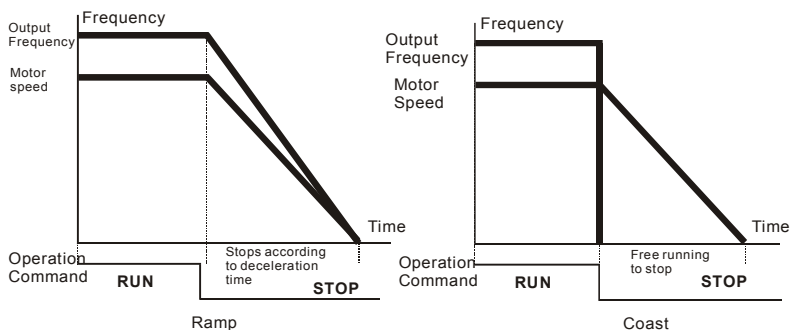 Frequency
Output
Frequency
Motor
speed
Time
Operation
Command
RUN
Stops according
to deceleration
time
STOP
Ramp
Frequency
Output
Frequency
Motor
Speed
Time
Operation
Command
RUN
Free running
to stop
STOP
Coast